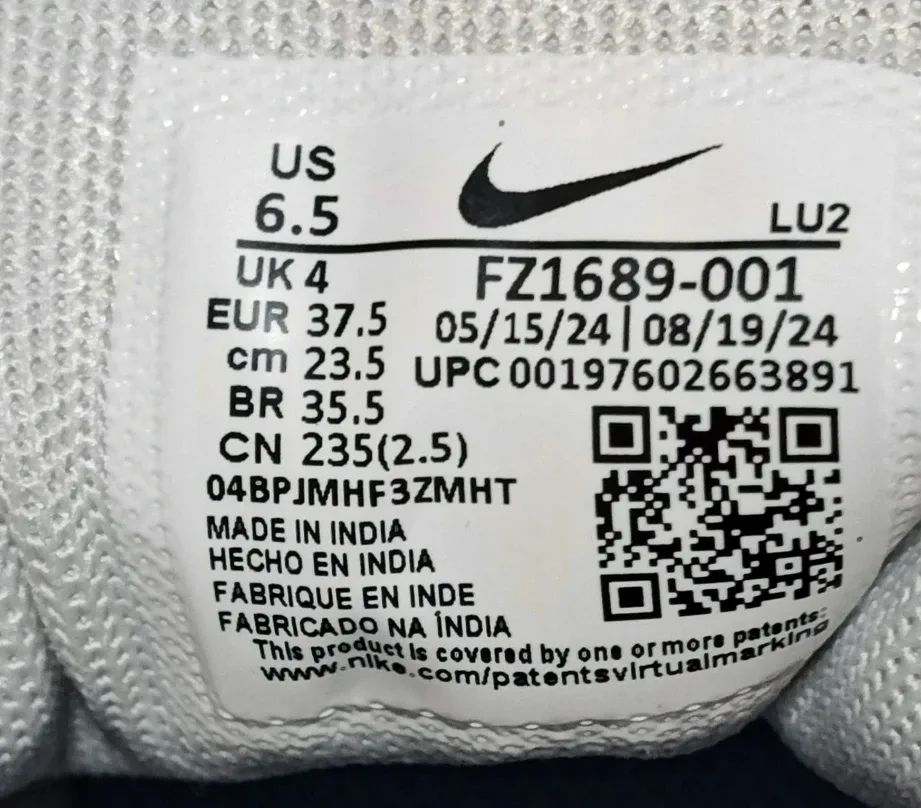 US
6.5
LU2
UK 4
FZ1689-001
EUR 37.5
05/15/24 | 08/19/24
cm 23.5
UPC 00197602663891
BR 35.5
CN 235(2.5)
04BPJMHF3ZMHT
MADE IN INDIA
HECHO EN INDIA
FABRIQUE EN INDE
FABRICADO NA ÍNDIA
This product is covered by one or more patents:
www.nike.com/patentsvirtualmarking